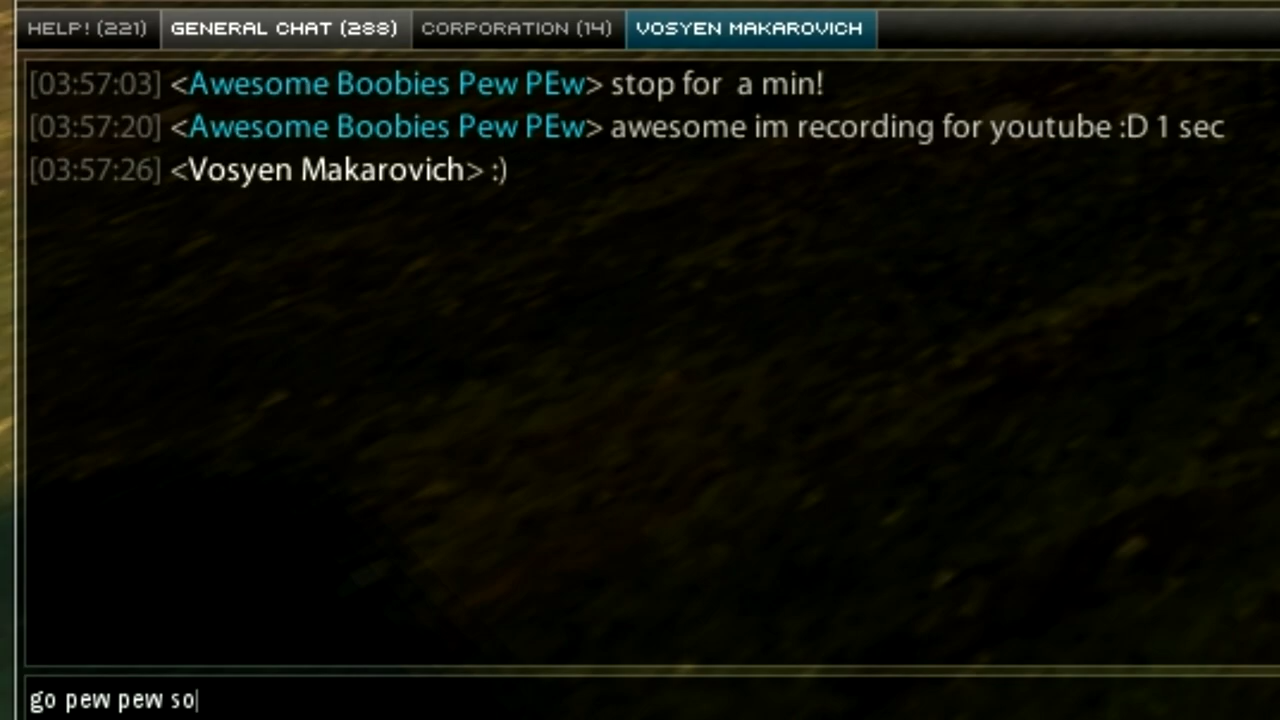 HELP! (221) GENERAL CHAT (288) CORPORATION (14) VOSYEN MAKAROVICH
[03:57:03] <Awesome Boobies Pew PEw> stop for  a min!
[03:57:20] <Awesome Boobies Pew PEw> awesome im recording for youtube :D 1 sec
[03:57:26] <Vosyen Makarovich> :)
go pew pew so